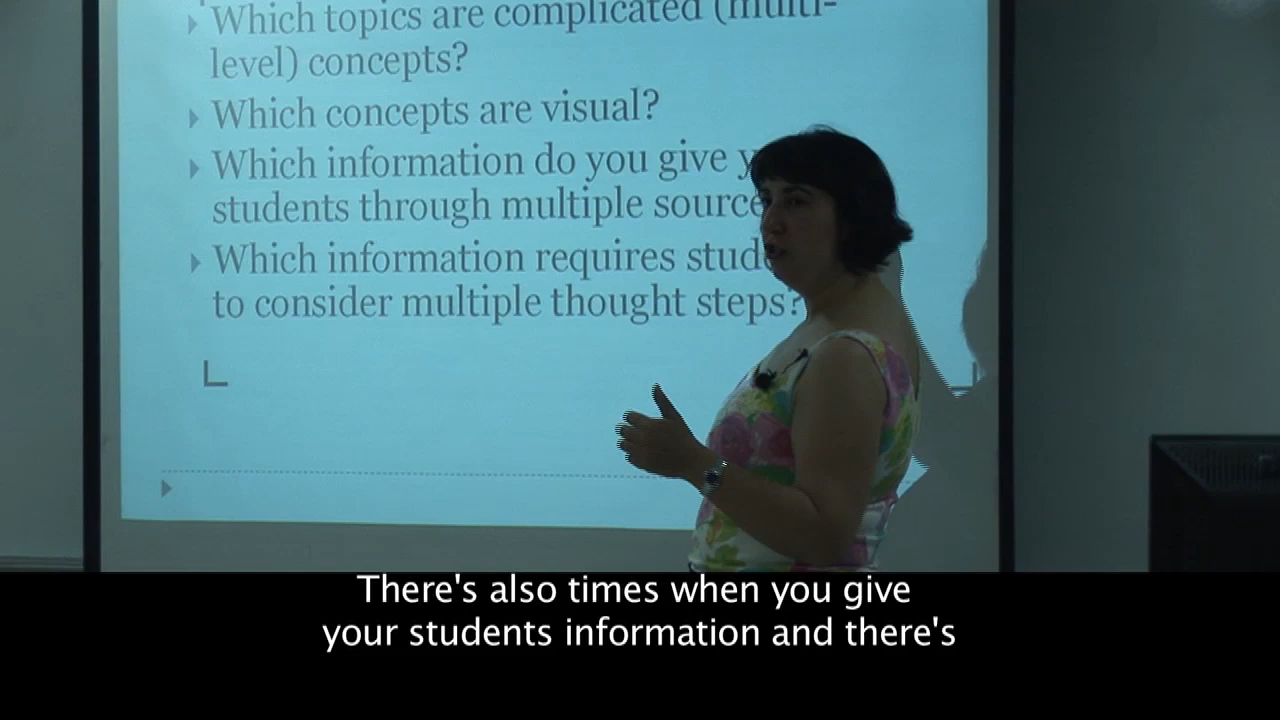 Which topics are complicated (multi-
level) concepts?
Which concepts are visual?
Which information do you give
students through multiple
Which information requires
to consider multiple thought steps?
There's also times when you give
your students information and there's